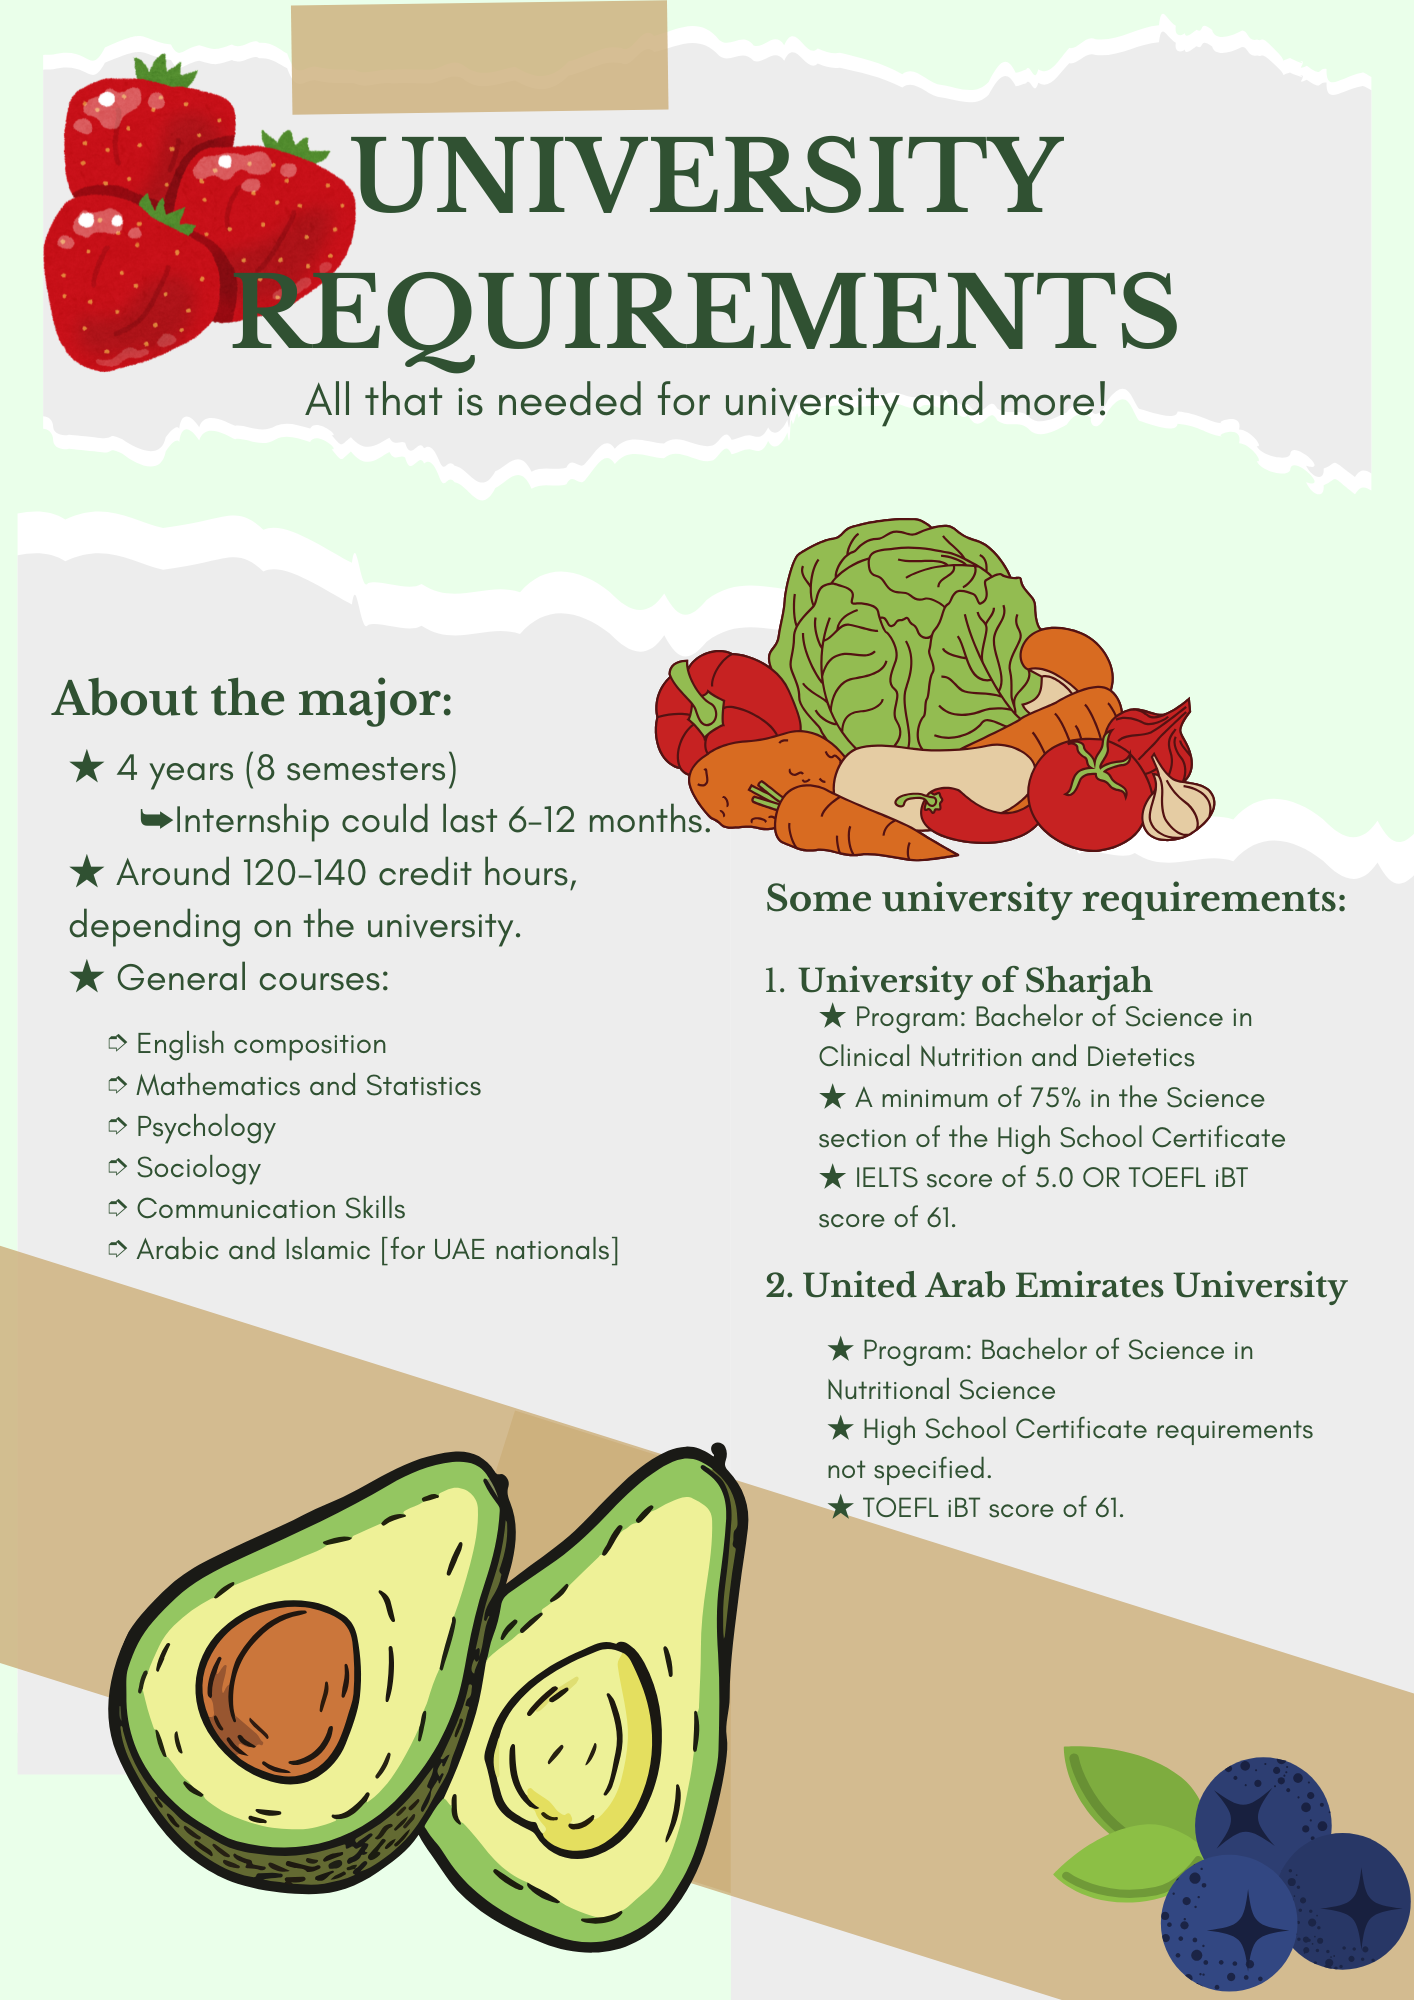 UNIVERSITY
REQUIREMENTS
All that is needed for university and more!
About the major:
★ 4 years (8 semesters)
➥Internship could last 6-12 months.
★ Around 120-140 credit hours,
depending on the university.
★ General courses:
➩ English composition
➩ Mathematics and Statistics
➩ Psychology
➩ Sociology
➩ Communication Skills
➩ Arabic and Islamic [for UAE nationals]
Some university requirements:
1. University of Sharjah
★ Program: Bachelor of Science in
Clinical Nutrition and Dietetics
★ A minimum of 75% in the Science
section of the High School Certificate
★ IELTS score of 5.0 OR TOEFL iBT
score of 61.
2. United Arab Emirates University
★ Program: Bachelor of Science in
Nutritional Science
★ High School Certificate requirements
not specified.
★ TOEFL iBT score of 61.